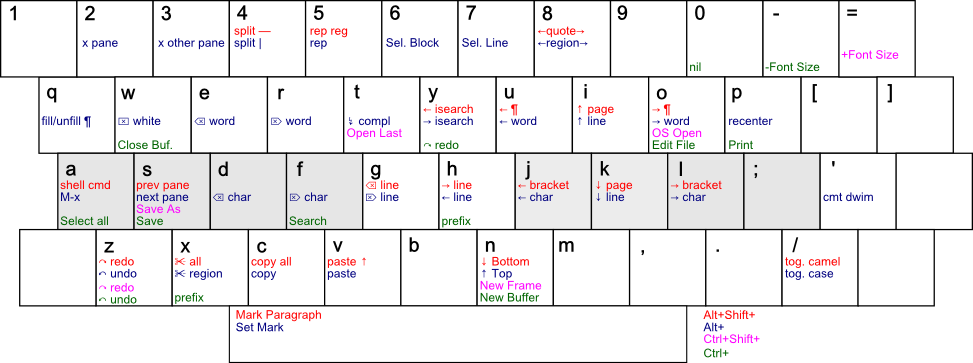 1
2
x pane
3
x other pane
4
split —
split |
5
rep reg
rep
6
Sel. Block
7
Sel. Line
8
←quote→
←region→
9
0
nil
-
-Font Size
=
+Font Size
q
fill/unfill ¶
w
⌧ white
Close Buf.
e
⌫ word
r
⌦ word
t
↯ compl
Open Last
y
← isearch
→ isearch
↷ redo
u
← ¶
← word
i
↑ page
↑ line
o
→ ¶
→ word
OS Open
Edit File
p
recenter
Print
[
]
a
shell cmd
M-x
Select all
s
prev pane
next pane
Save As
Save
d
⌫ char
f
⌦ char
Search
g
⌫ line
⌦ line
h
→ line
← line
prefix
j
← bracket
← char
k
↓ page
↓ line
l
→ bracket
→ char
;
'
cmt dwim
z
↷ redo
↶ undo
↷ redo
↶ undo
x
✂ all
✂ region
prefix
c
copy all
copy
v
paste ↑
paste
b
n
↓ Bottom
↑ Top
New Frame
New Buffer
m
,
.
/
tog. camel
tog. case
Mark Paragraph
Set Mark
Alt+Shift+
Alt+
Ctrl+Shift+
Ctrl+